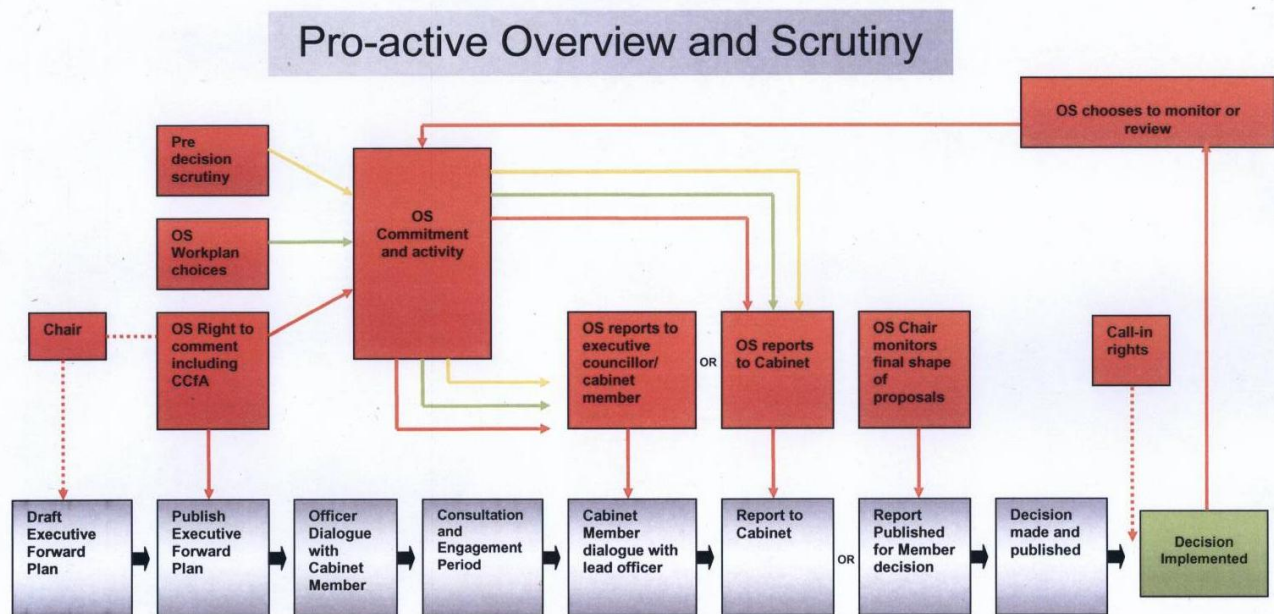 Pro-active Overview and Scrutiny
OS chooses to monitor or
review
Pre
decision
scrutiny
OS
Commitment
and activity
OS
Workplan
choices
Chair
OS Right to
comment
including
CCfA
OS reports to
executive
councillor/
cabinet
member
OR
OS reports
to Cabinet
OS Chair
monitors
final shape
of
proposals
Call-in
rights
Draft
Executive
Forward
Plan
Publish
Executive
Forward
Plan
Officer
Dialogue
with
Cabinet
Member
Consultation
and
Engagement
Period
Cabinet
Member
dialogue with
lead officer
Report to
Cabinet
OR
Report
Published
for Member
decision
Decision
made and
published
Decision
Implemented